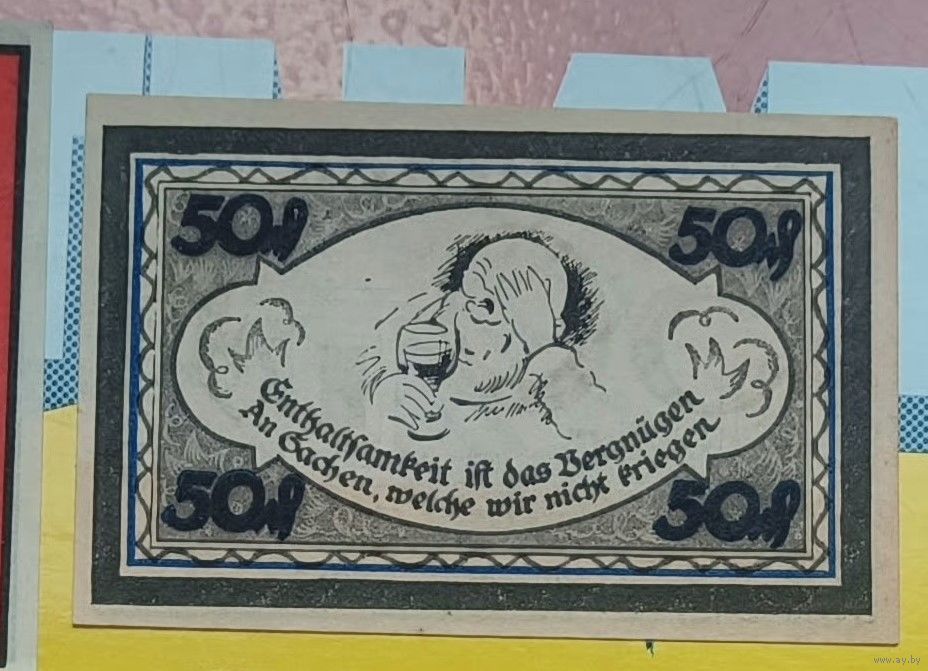 50 ₰ 50 ₰
Enthaltsamkeit ist das Vergnügen
An Sachen, welche wir nicht kriegen
50 ₰ 50 ₰
www.ay.by